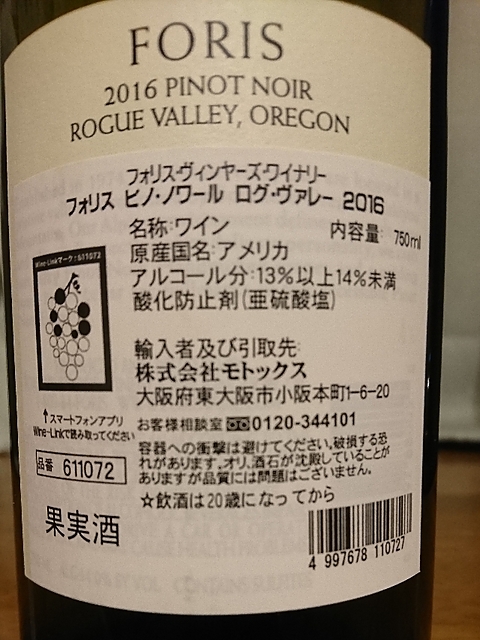 FORIS
2016 PINOT NOIR
ROGUE VALLEY, OREGON
フォリス・ヴィンヤーズ・ワイナリー
フォリス ピノ・ノワール ログ・ヴァレー 2016
名称:ワイン 内容量: 750ml
原産国名:アメリカ
アルコール分:13%以上14%未満
酸化防止剤(亜硫酸塩)
Wine-Linkマーク:611072
輸入者及び引取先:
株式会社モトックス
大阪府東大阪市小阪本町1-6-20
↑スマートフォンアプリ
Wine-Linkで読み取ってください
お客様相談室 0120-344101
容器への衝撃は避けてください。破損する恐
れがあります。オリ、酒石が沈殿していることが
ありますが品質には問題はございません。
品番 611072
☆飲酒は20歳になってから
果実酒
4 997678 110727
CONTAINS SULFITES